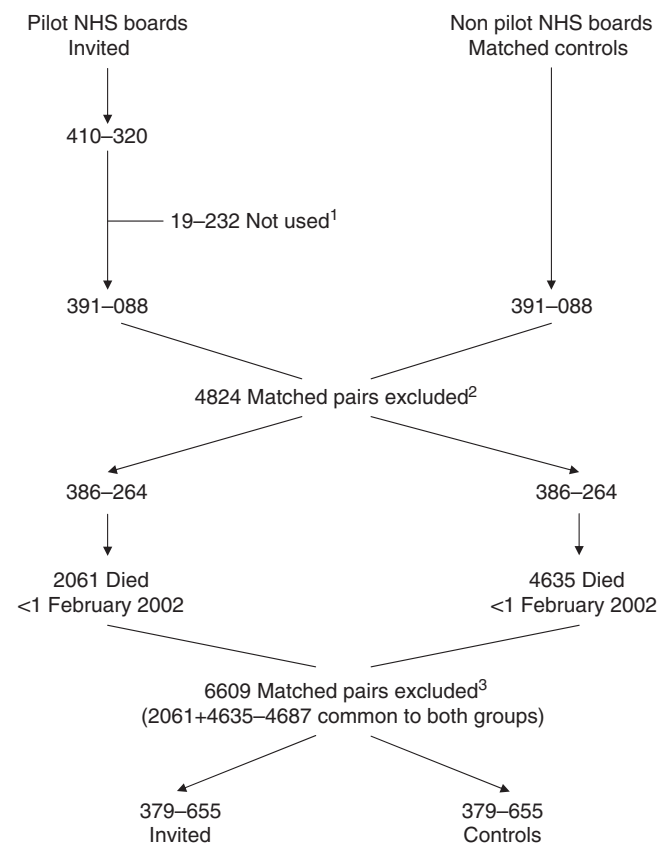 Pilot NHS boards
Invited
Non pilot NHS boards
Matched controls
410–320
19–232 Not used1
391–088
391–088
4824 Matched pairs excluded2
386–264
386–264
2061 Died
<1 February 2002
4635 Died
<1 February 2002
6609 Matched pairs excluded3
(2061+4635–4687 common to both groups)
379–655
Invited
379–655
Controls